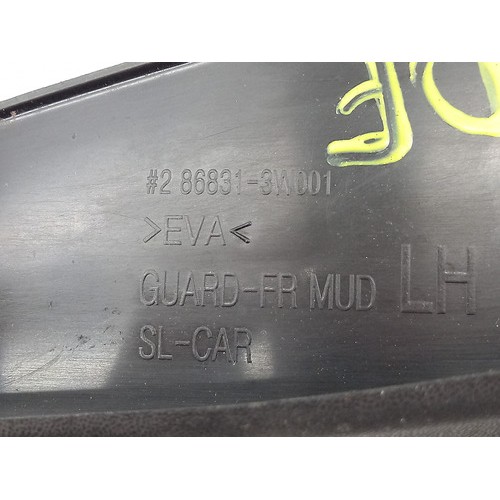 #2 86831-3W001
>EVA<
GUARD-FR MUD LH
SL-CAR